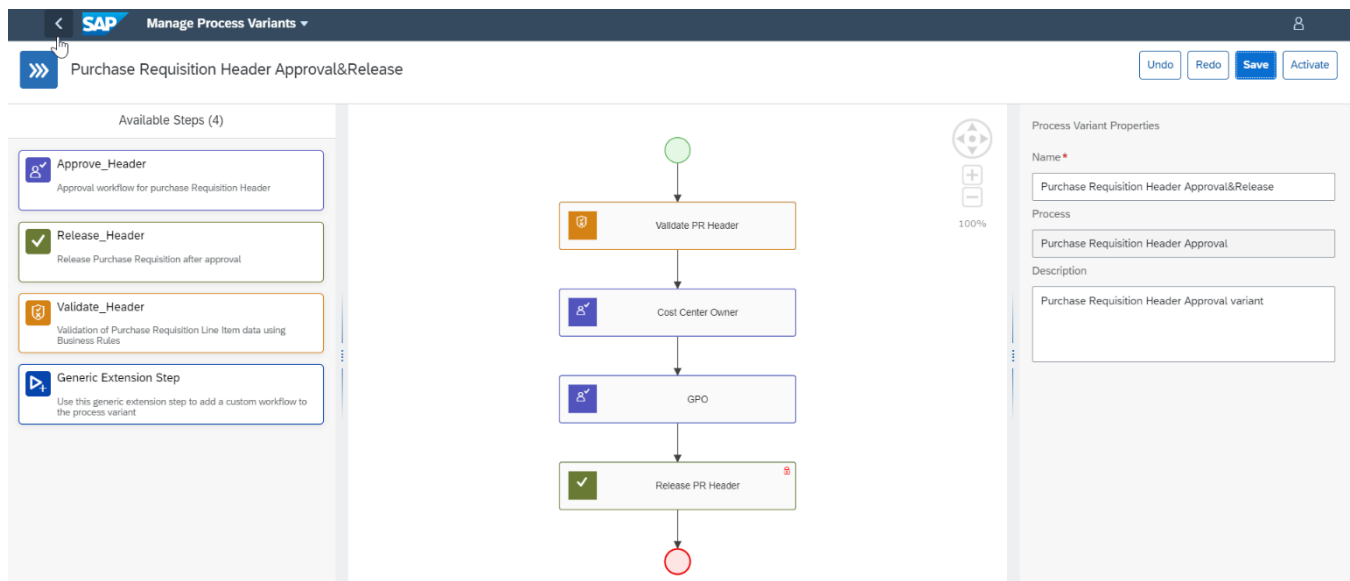 SAP Manage Process Variants
Purchase Requisition Header Approval&Release
Undo Redo Save Activate
Available Steps (4)
Approve_Header
Approval workflow for purchase Requisition Header
Release_Header
Release Purchase Requisition after approval
Validate_Header
Validation of Purchase Requisition Line Item data using
Business Rules
Generic Extension Step
Use this generic extension step to add a custom workflow to
the process variant
Validate PR Header
Cost Center Owner
GPO
Release PR Header
100%
Process Variant Properties
Name*
Purchase Requisition Header Approval&Release
Process
Purchase Requisition Header Approval
Description
Purchase Requisition Header Approval variant